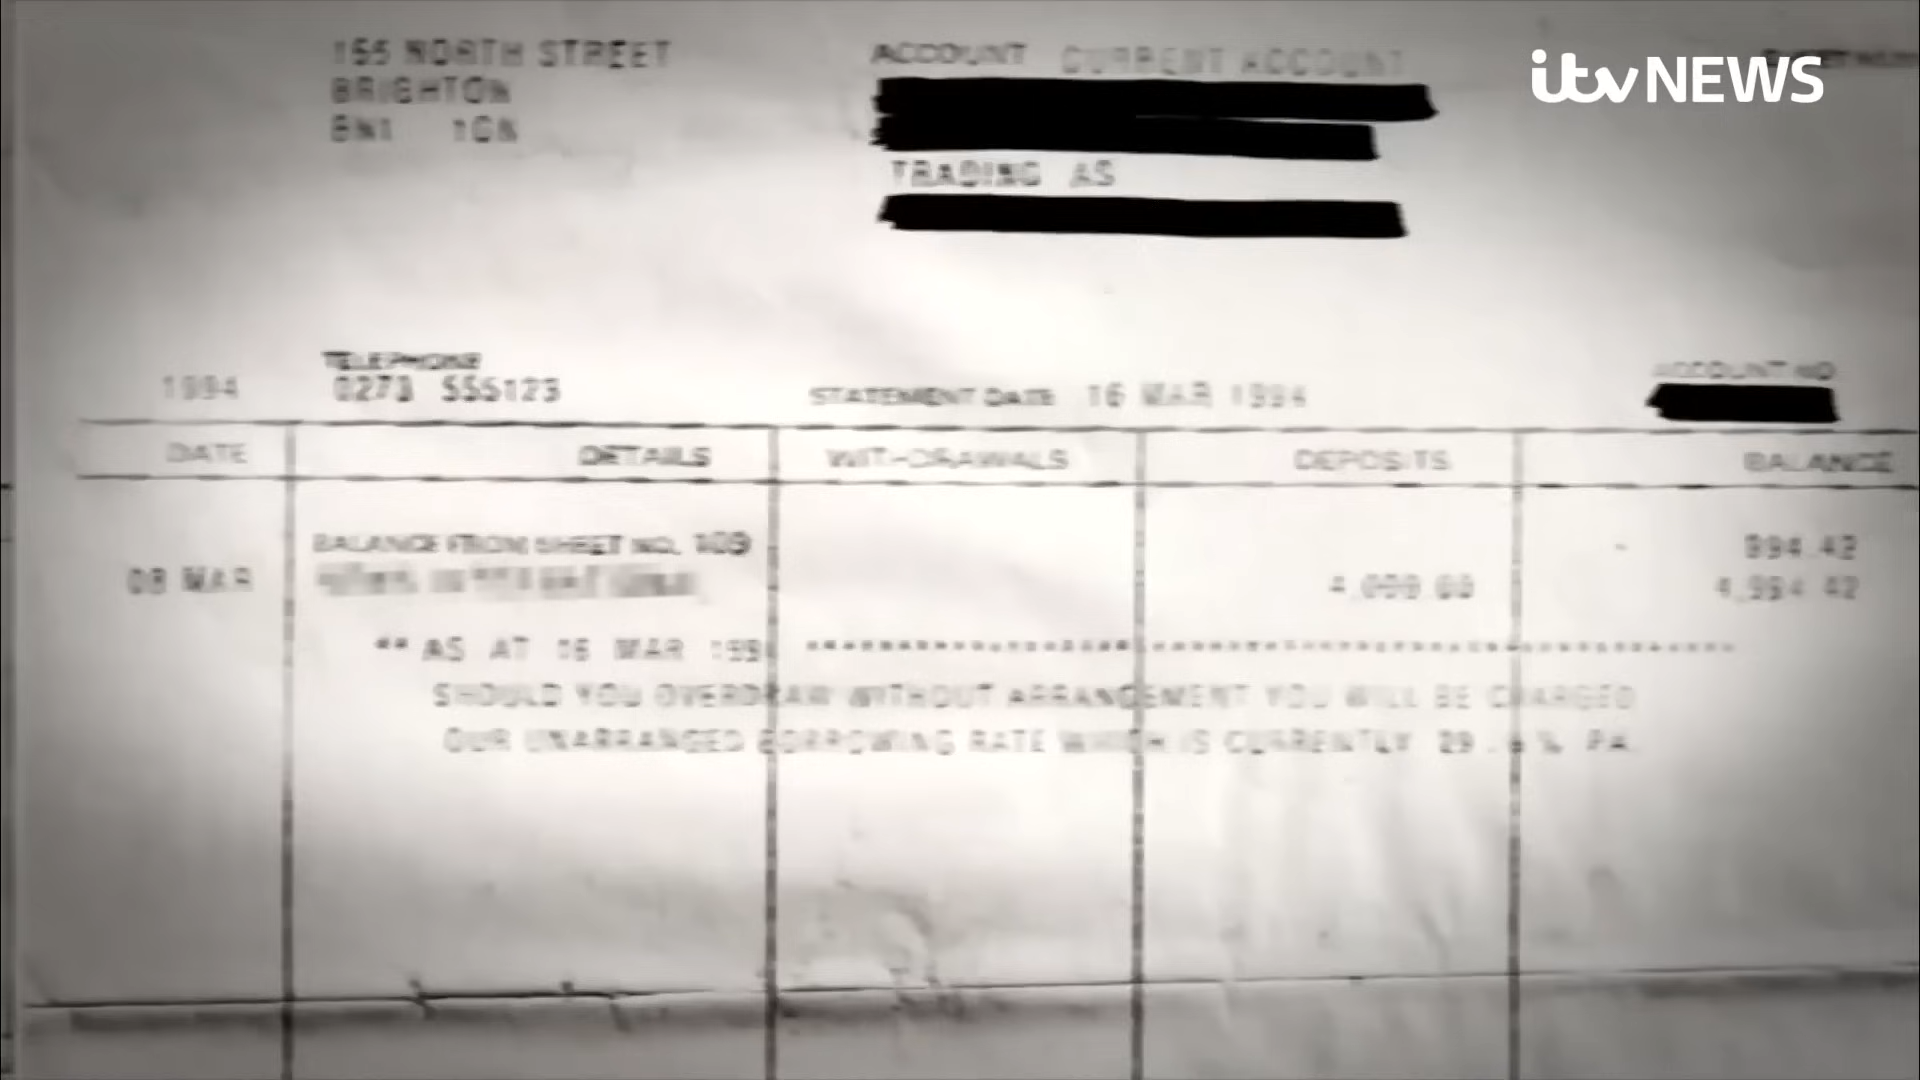 155 NORTH STREET
BRIGHTON
BN1 1GN
ACCOUNT CURRENT ACCOUNT
TRADING AS
itv NEWS
TELEPHONE
1994 0273 555123
STATEMENT DATE 16 MAR 1994
ACCOUNT NO
DATE DETAILS WITHDRAWALS DEPOSITS BALANCE
BALANCE FROM SHEET NO. 109 994.42
08 MAR 4,000.00 4,994.42
** AS AT 16 MAR 199
SHOULD YOU OVERDRAW WITHOUT ARRANGEMENT YOU WILL BE CHARGED
OUR UNARRANGED BORROWING RATE WHICH IS CURRENTLY PA